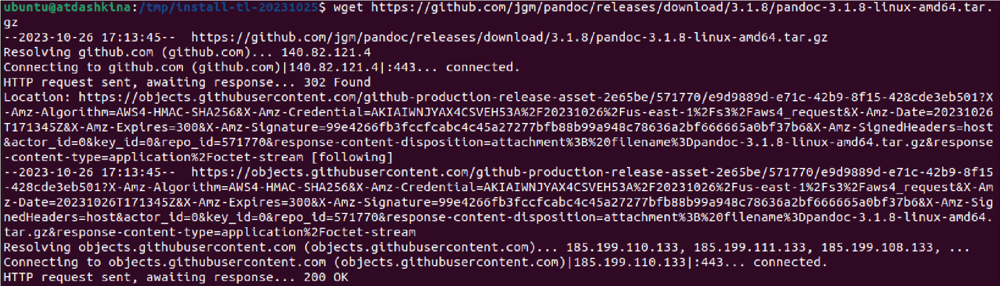 ubuntu@atdashkina:/tmp/install-tl-20231025$ wget https://github.com/jgm/pandoc/releases/download/3.1.8/pandoc-3.1.8-linux-amd64.tar.
gz
--2023-10-26 17:13:45--  https://github.com/jgm/pandoc/releases/download/3.1.8/pandoc-3.1.8-linux-amd64.tar.gz
Resolving github.com (github.com)... 140.82.121.4
Connecting to github.com (github.com)|140.82.121.4|:443... connected.
HTTP request sent, awaiting response... 302 Found
Location: https://objects.githubusercontent.com/github-production-release-asset-2e65be/571770/e9d9889d-e71c-42b9-8f15-428cde3eb501?X
-Amz-Algorithm=AWS4-HMAC-SHA256&X-Amz-Credential=AKIAIWNJYAX4CSVEH53A%2F20231026%2Fus-east-1%2Fs3%2Faws4_request&X-Amz-Date=20231026
T171345Z&X-Amz-Expires=300&X-Amz-Signature=99e4266fb3fccfcabc4c45a27277bfb88b99a948c78636a2bf666665a0bf37b6&X-Amz-SignedHeaders=host
&actor_id=0&key_id=0&repo_id=571770&response-content-disposition=attachment%3B%20filename%3Dpandoc-3.1.8-linux-amd64.tar.gz&response
-content-type=application%2Foctet-stream [following]
--2023-10-26 17:13:45--  https://objects.githubusercontent.com/github-production-release-asset-2e65be/571770/e9d9889d-e71c-42b9-8f15
-428cde3eb501?X-Amz-Algorithm=AWS4-HMAC-SHA256&X-Amz-Credential=AKIAIWNJYAX4CSVEH53A%2F20231026%2Fus-east-1%2Fs3%2Faws4_request&X-Am
z-Date=20231026T171345Z&X-Amz-Expires=300&X-Amz-Signature=99e4266fb3fccfcabc4c45a27277bfb88b99a948c78636a2bf666665a0bf37b6&X-Amz-Sig
nedHeaders=host&actor_id=0&key_id=0&repo_id=571770&response-content-disposition=attachment%3B%20filename%3Dpandoc-3.1.8-linux-amd64.
tar.gz&response-content-type=application%2Foctet-stream
Resolving objects.githubusercontent.com (objects.githubusercontent.com)... 185.199.110.133, 185.199.111.133, 185.199.108.133, ...
Connecting to objects.githubusercontent.com (objects.githubusercontent.com)|185.199.110.133|:443... connected.
HTTP request sent, awaiting response... 200 OK